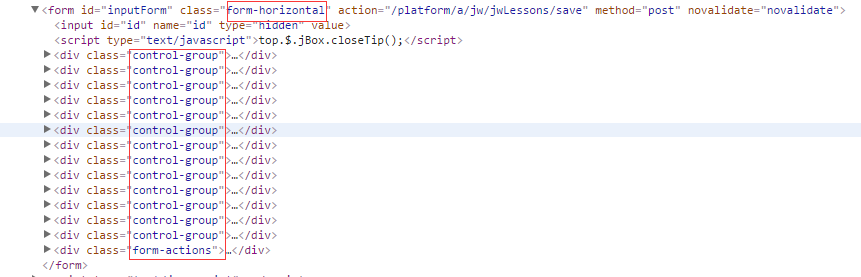 ▼<form id="inputForm" class="form-horizontal" action="/platform/a/jw/jwLessons/save" method="post" novalidate="novalidate">
<input id="id" name="id" type="hidden" value>
<script type="text/javascript">top.$.jBox.closeTip();</script>
▶<div class="control-group">…</div>
▶<div class="control-group">…</div>
▶<div class="control-group">…</div>
▶<div class="control-group">…</div>
▶<div class="control-group">…</div>
▶<div class="control-group">…</div>
▶<div class="control-group">…</div>
▶<div class="control-group">…</div>
▶<div class="control-group">…</div>
▶<div class="control-group">…</div>
▶<div class="control-group">…</div>
▶<div class="control-group">…</div>
▶<div class="control-group">…</div>
▶<div class="form-actions">…</div>
</form>